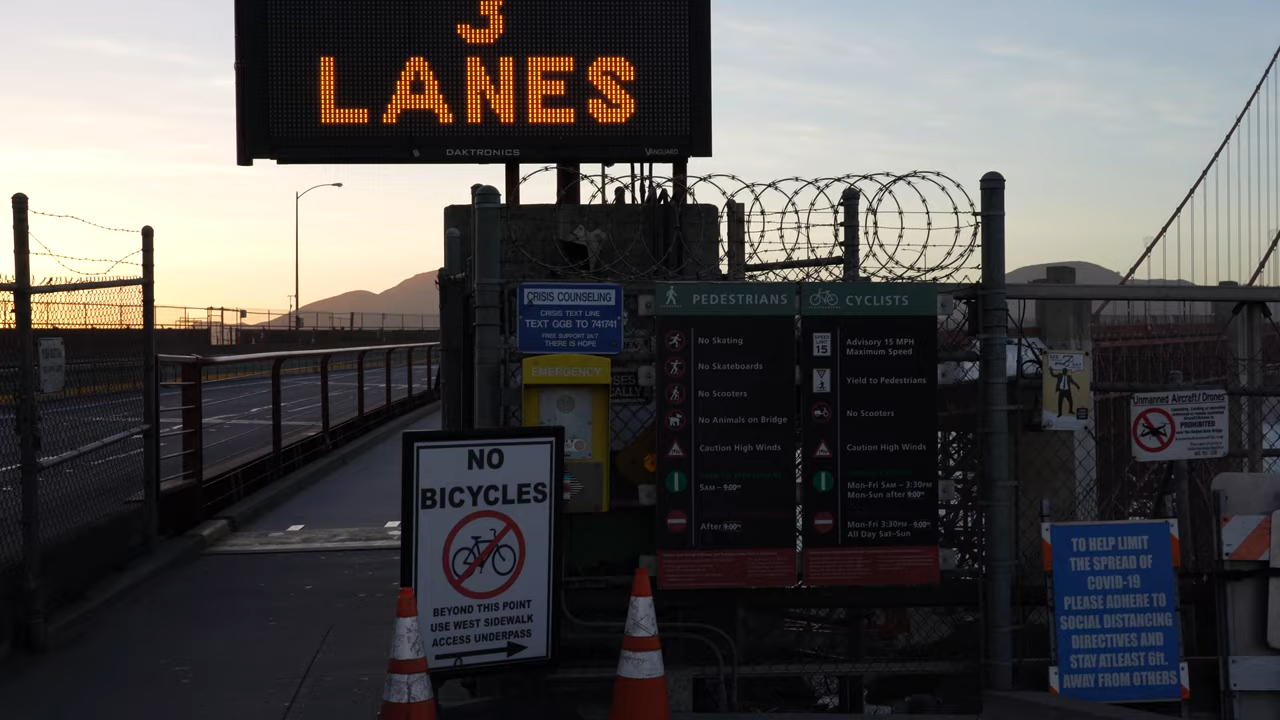 3
LANES
DAKTRONICS
VANGUARD
CRISIS COUNSELING
CRISIS TEXT LINE
TEXT GGB TO 741741
FREE SUPPORT 24/7
THERE IS HOPE
EMERGENCY
PEDESTRIANS
No Skating
No Skateboards
No Scooters
No Animals on Bridge
Caution High Winds
5AM – 9:00PM
After 9:00PM
CYCLISTS
SPEED LIMIT 15
Advisory 15 MPH
Maximum Speed
Yield to Pedestrians
No Scooters
Caution High Winds
Mon-Fri 5AM – 3:30PM
Mon-Sun after 9:00PM
Mon-Fri 3:30PM –9:00PM
All Day Sat–Sun
NO
BICYCLES
BEYOND THIS POINT
USE WEST SIDEWALK
ACCESS UNDERPASS
Unmanned Aircraft / Drones
PROHIBITED
TO HELP LIMIT
THE SPREAD OF
COVID-19
PLEASE ADHERE TO
SOCIAL DISTANCING
DIRECTIVES AND
STAY ATLEAST 6ft.
AWAY FROM OTHERS